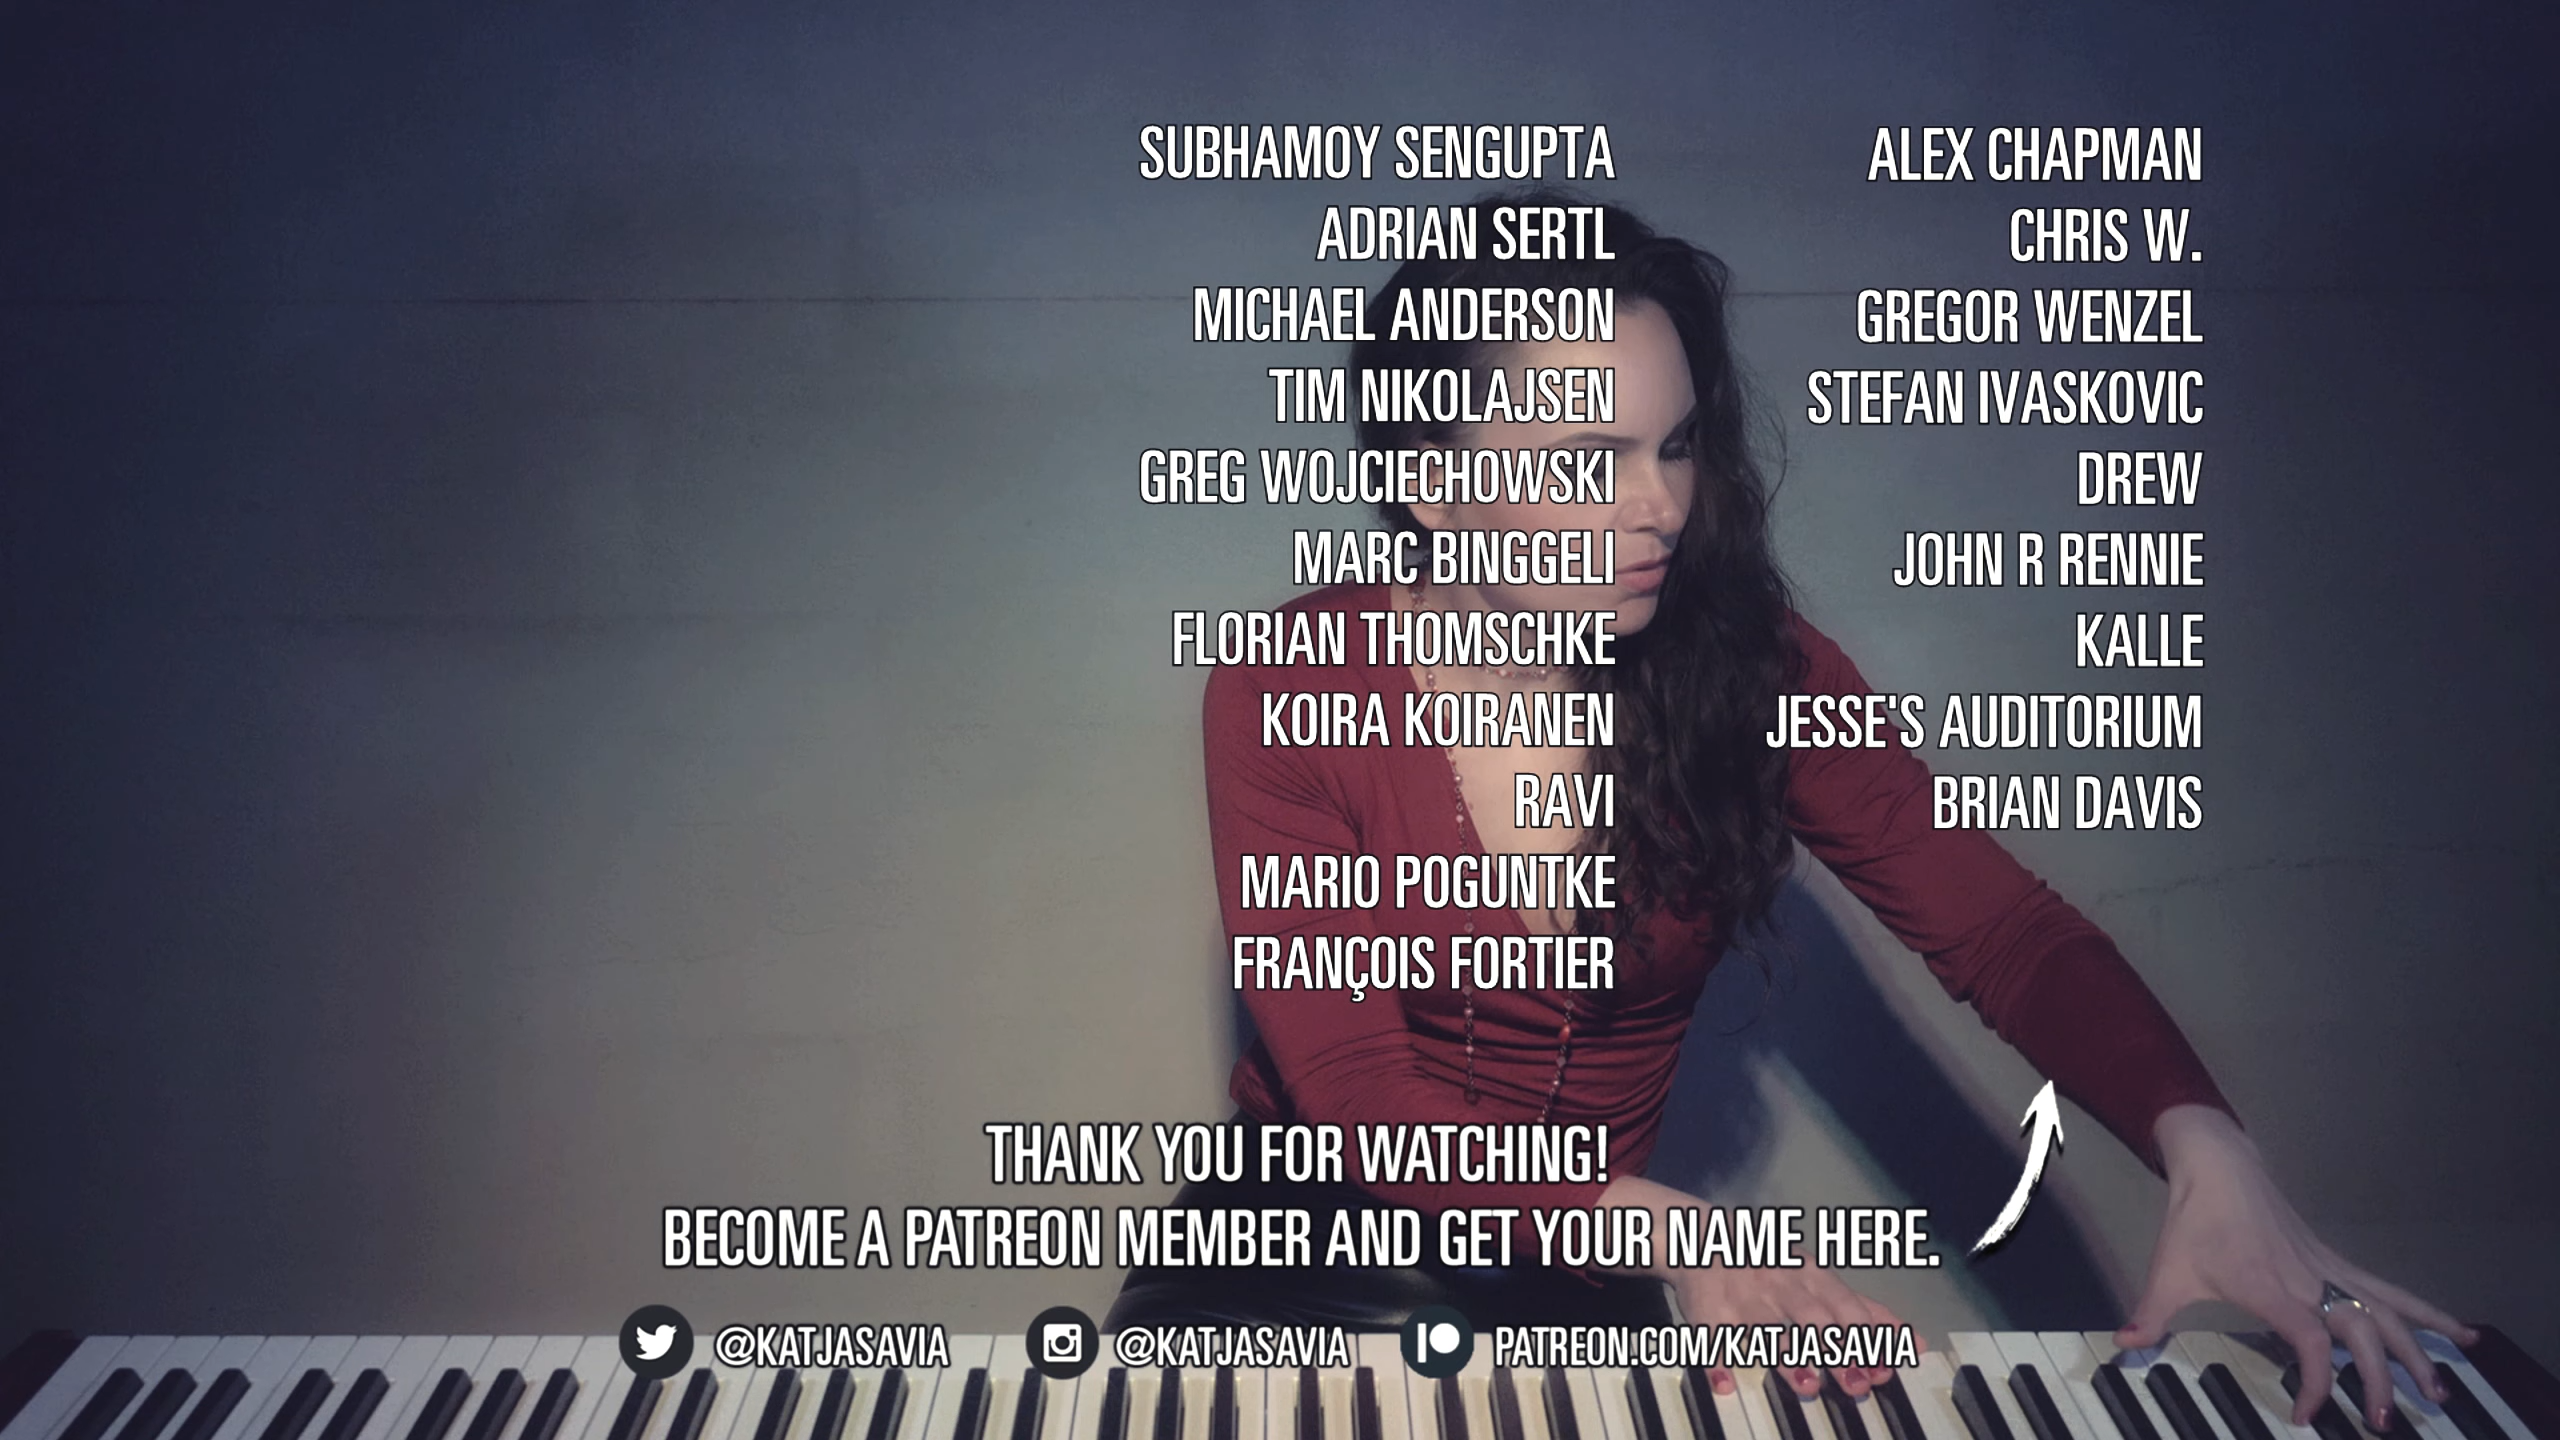 SUBHAMOY SENGUPTA
ADRIAN SERTL
MICHAEL ANDERSON
TIM NIKOLAJSEN
GREG WOJCIECHOWSKI
MARC BINGGELI
FLORIAN THOMSCHKE
KOIRA KOIRANEN
RAVI
MARIO POGUNTKE
FRANÇOIS FORTIER
ALEX CHAPMAN
CHRIS W.
GREGOR WENZEL
STEFAN IVASKOVIC
DREW
JOHN R RENNIE
KALLE
JESSE'S AUDITORIUM
BRIAN DAVIS
THANK YOU FOR WATCHING!
BECOME A PATREON MEMBER AND GET YOUR NAME HERE.
@KATJASAVIA @KATJASAVIA PATREON.COM/KATJASAVIA